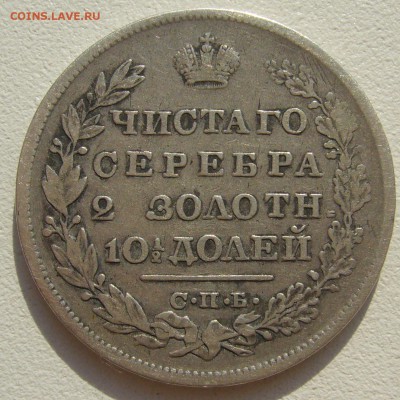 COINS.LAVE.RU
ЧИСТАГО
СЕРЕБРА
2 ЗОЛОТН.
10½ ДОЛЕЙ
С·П·Б·